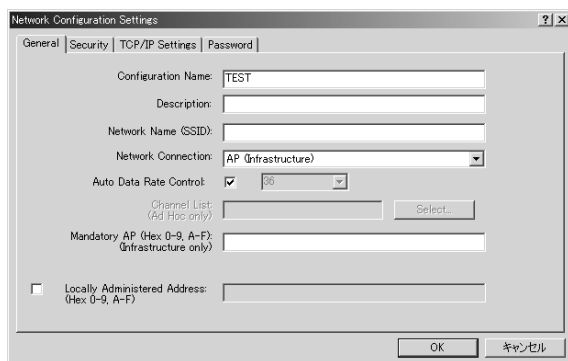 Network Configuration Settings
General Security TCP/IP Settings Password
Configuration Name: TEST
Description:
Network Name (SSID):
Network Connection: AP (Infrastructure)
Auto Data Rate Control: 36
Channel List:
(Ad Hoc only)
Select...
Mandatory AP (Hex 0-9, A-F):
(Infrastructure only)
Locally Administered Address:
(Hex 0-9, A-F)
OK キャンセル